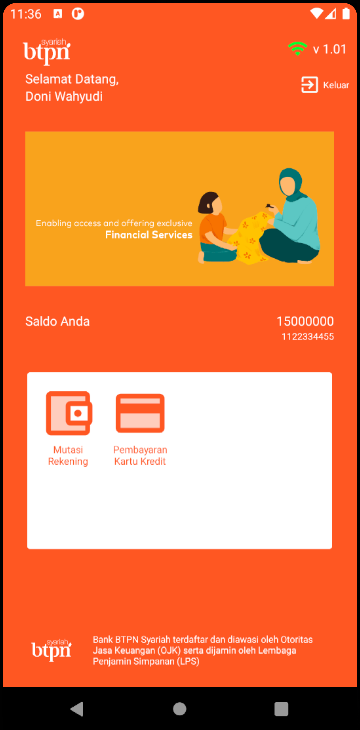 11:36
A
syariah
btpn
v 1.01
Selamat Datang,
Doni Wahyudi
Keluar
Enabling access and offering exclusive
Financial Services
Saldo Anda
15000000
1122334455
Mutasi
Rekening
Pembayaran
Kartu Kredit
syariah
btpn
Bank BTPN Syariah terdaftar dan diawasi oleh Otoritas
Jasa Keuangan (OJK) serta dijamin oleh Lembaga
Penjamin Simpanan (LPS)